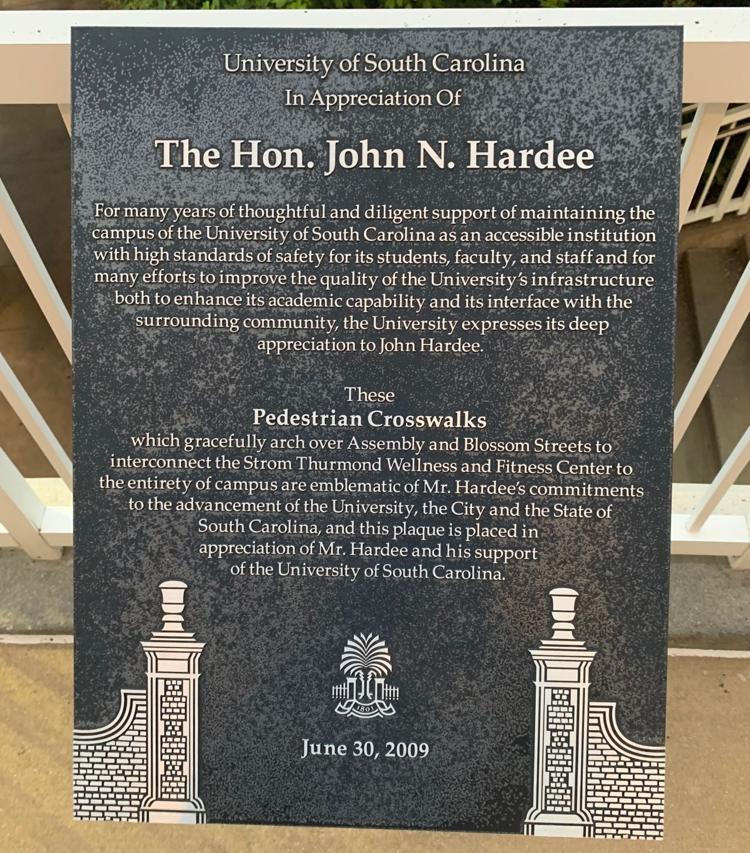 University of South Carolina
In Appreciation Of
The Hon. John N. Hardee
For many years of thoughtful and diligent support of maintaining the
campus of the University of South Carolina as an accessible institution
with high standards of safety for its students, faculty, and staff and for
many efforts to improve the quality of the University's infrastructure
both to enhance its academic capability and its interface with the
surrounding community, the University expresses its deep
appreciation to John Hardee.
These
Pedestrian Crosswalks
which gracefully arch over Assembly and Blossom Streets to
interconnect the Strom Thurmond Wellness and Fitness Center to
the entirety of campus are emblematic of Mr. Hardee's commitments
to the advancement of the University, the City and the State of
South Carolina, and this plaque is placed in
appreciation of Mr. Hardee and his support
of the University of South Carolina.
1801
June 30, 2009